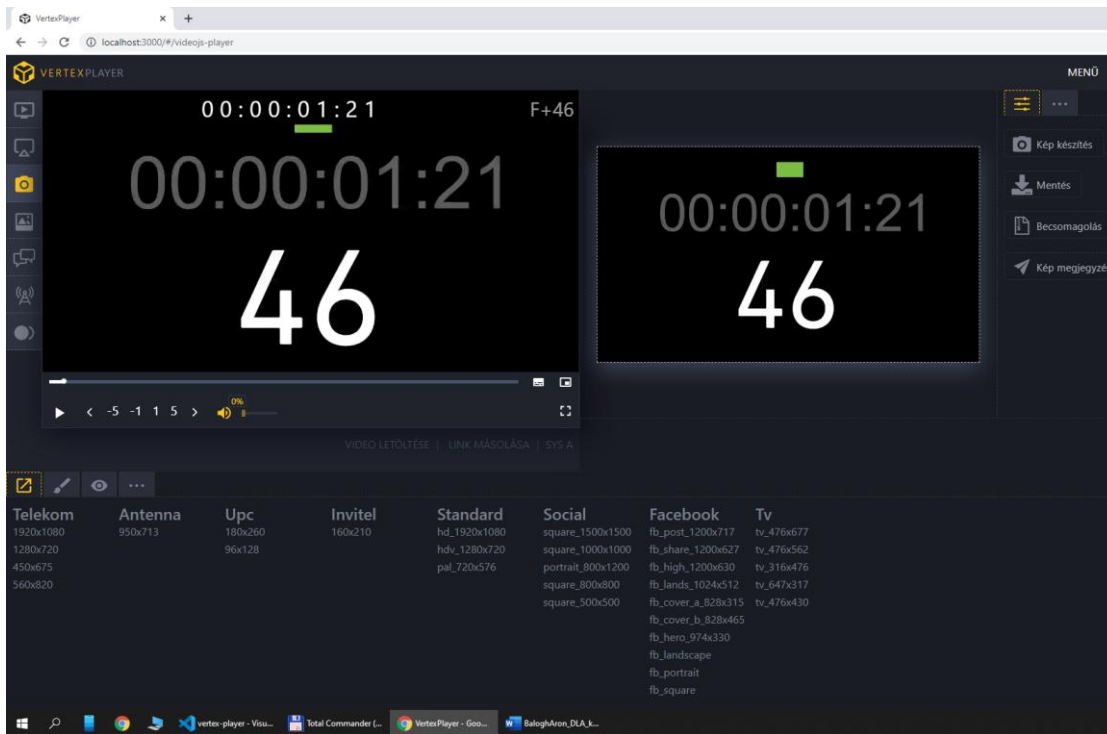 VertexPlayer
localhost:3000/#/videojs-player
VERTEXPLAYER
MENÜ
00:00:01:21
F+46
00:00:01:21
46
00:00:01:21
46
Kép készítés
Mentés
Becsomagolás
Kép megjegyzé
0%
-5 -1 1 5
VIDEO LETÖLTÉSE | LINK MÁSOLÁSA | SYS A
Telekom
1920x1080
1280x720
450x675
560x820
Antenna
950x713
Upc
180x260
96x128
Invitel
160x210
Standard
hd_1920x1080
hdv_1280x720
pal_720x576
Social
square_1500x1500
square_1000x1000
portrait_800x1200
square_800x800
square_500x500
Facebook
fb_post_1200x717
fb_share_1200x627
fb_high_1200x630
fb_lands_1024x512
fb_cover_a_828x315
fb_cover_b_828x465
fb_hero_974x330
fb_landscape
fb_portrait
fb_square
Tv
tv_476x677
tv_476x562
tv_316x476
tv_647x317
tv_476x430
vertex-player - Visu...
Total Commander (...
VertexPlayer - Goo...
BaloghAron_DLA_k...